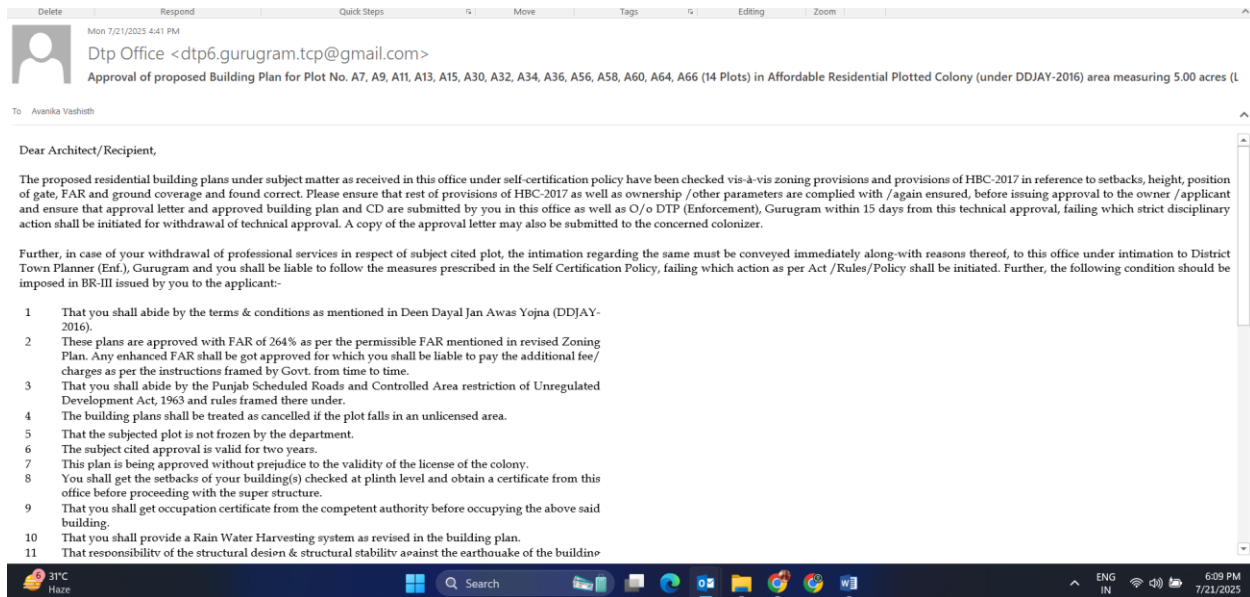 Delete Respond Quick Steps Move Tags Editing Zoom
Mon 7/21/2025 4:41 PM
Dtp Office <dtp6.gurugram.tcp@gmail.com>
Approval of proposed Building Plan for Plot No. A7, A9, A11, A13, A15, A30, A32, A34, A36, A56, A58, A60, A64, A66 (14 Plots) in Affordable Residential Plotted Colony (under DDJAY-2016) area measuring 5.00 acres (L
To Avanika Vashisth
Dear Architect/Recipient,
The proposed residential building plans under subject matter as received in this office under self-certification policy have been checked vis-à-vis zoning provisions and provisions of HBC-2017 in reference to setbacks, height, position
of gate, FAR and ground coverage and found correct. Please ensure that rest of provisions of HBC-2017 as well as ownership /other parameters are complied with /again ensured, before issuing approval to the owner /applicant
and ensure that approval letter and approved building plan and CD are submitted by you in this office as well as O/o DTP (Enforcement), Gurugram within 15 days from this technical approval, failing which strict disciplinary
action shall be initiated for withdrawal of technical approval. A copy of the approval letter may also be submitted to the concerned colonizer.
Further, in case of your withdrawal of professional services in respect of subject cited plot, the intimation regarding the same must be conveyed immediately along-with reasons thereof, to this office under intimation to District
Town Planner (Enf.), Gurugram and you shall be liable to follow the measures prescribed in the Self Certification Policy, failing which action as per Act /Rules/Policy shall be initiated. Further, the following condition should be
imposed in BR-III issued by you to the applicant:-
1 That you shall abide by the terms & conditions as mentioned in Deen Dayal Jan Awas Yojna (DDJAY-
2016).
2 These plans are approved with FAR of 264% as per the permissible FAR mentioned in revised Zoning
Plan. Any enhanced FAR shall be got approved for which you shall be liable to pay the additional fee/
charges as per the instructions framed by Govt. from time to time.
3 That you shall abide by the Punjab Scheduled Roads and Controlled Area restriction of Unregulated
Development Act, 1963 and rules framed there under.
4 The building plans shall be treated as cancelled if the plot falls in an unlicensed area.
5 That the subjected plot is not frozen by the department.
6 The subject cited approval is valid for two years.
7 This plan is being approved without prejudice to the validity of the license of the colony.
8 You shall get the setbacks of your building(s) checked at plinth level and obtain a certificate from this
office before proceeding with the super structure.
9 That you shall get occupation certificate from the competent authority before occupying the above said
building.
10 That you shall provide a Rain Water Harvesting system as revised in the building plan.
11 That responsibility of the structural design & structural stability against the earthquake of the building
6 31°C
Haze
Search
ENG
IN
6:09 PM
7/21/2025